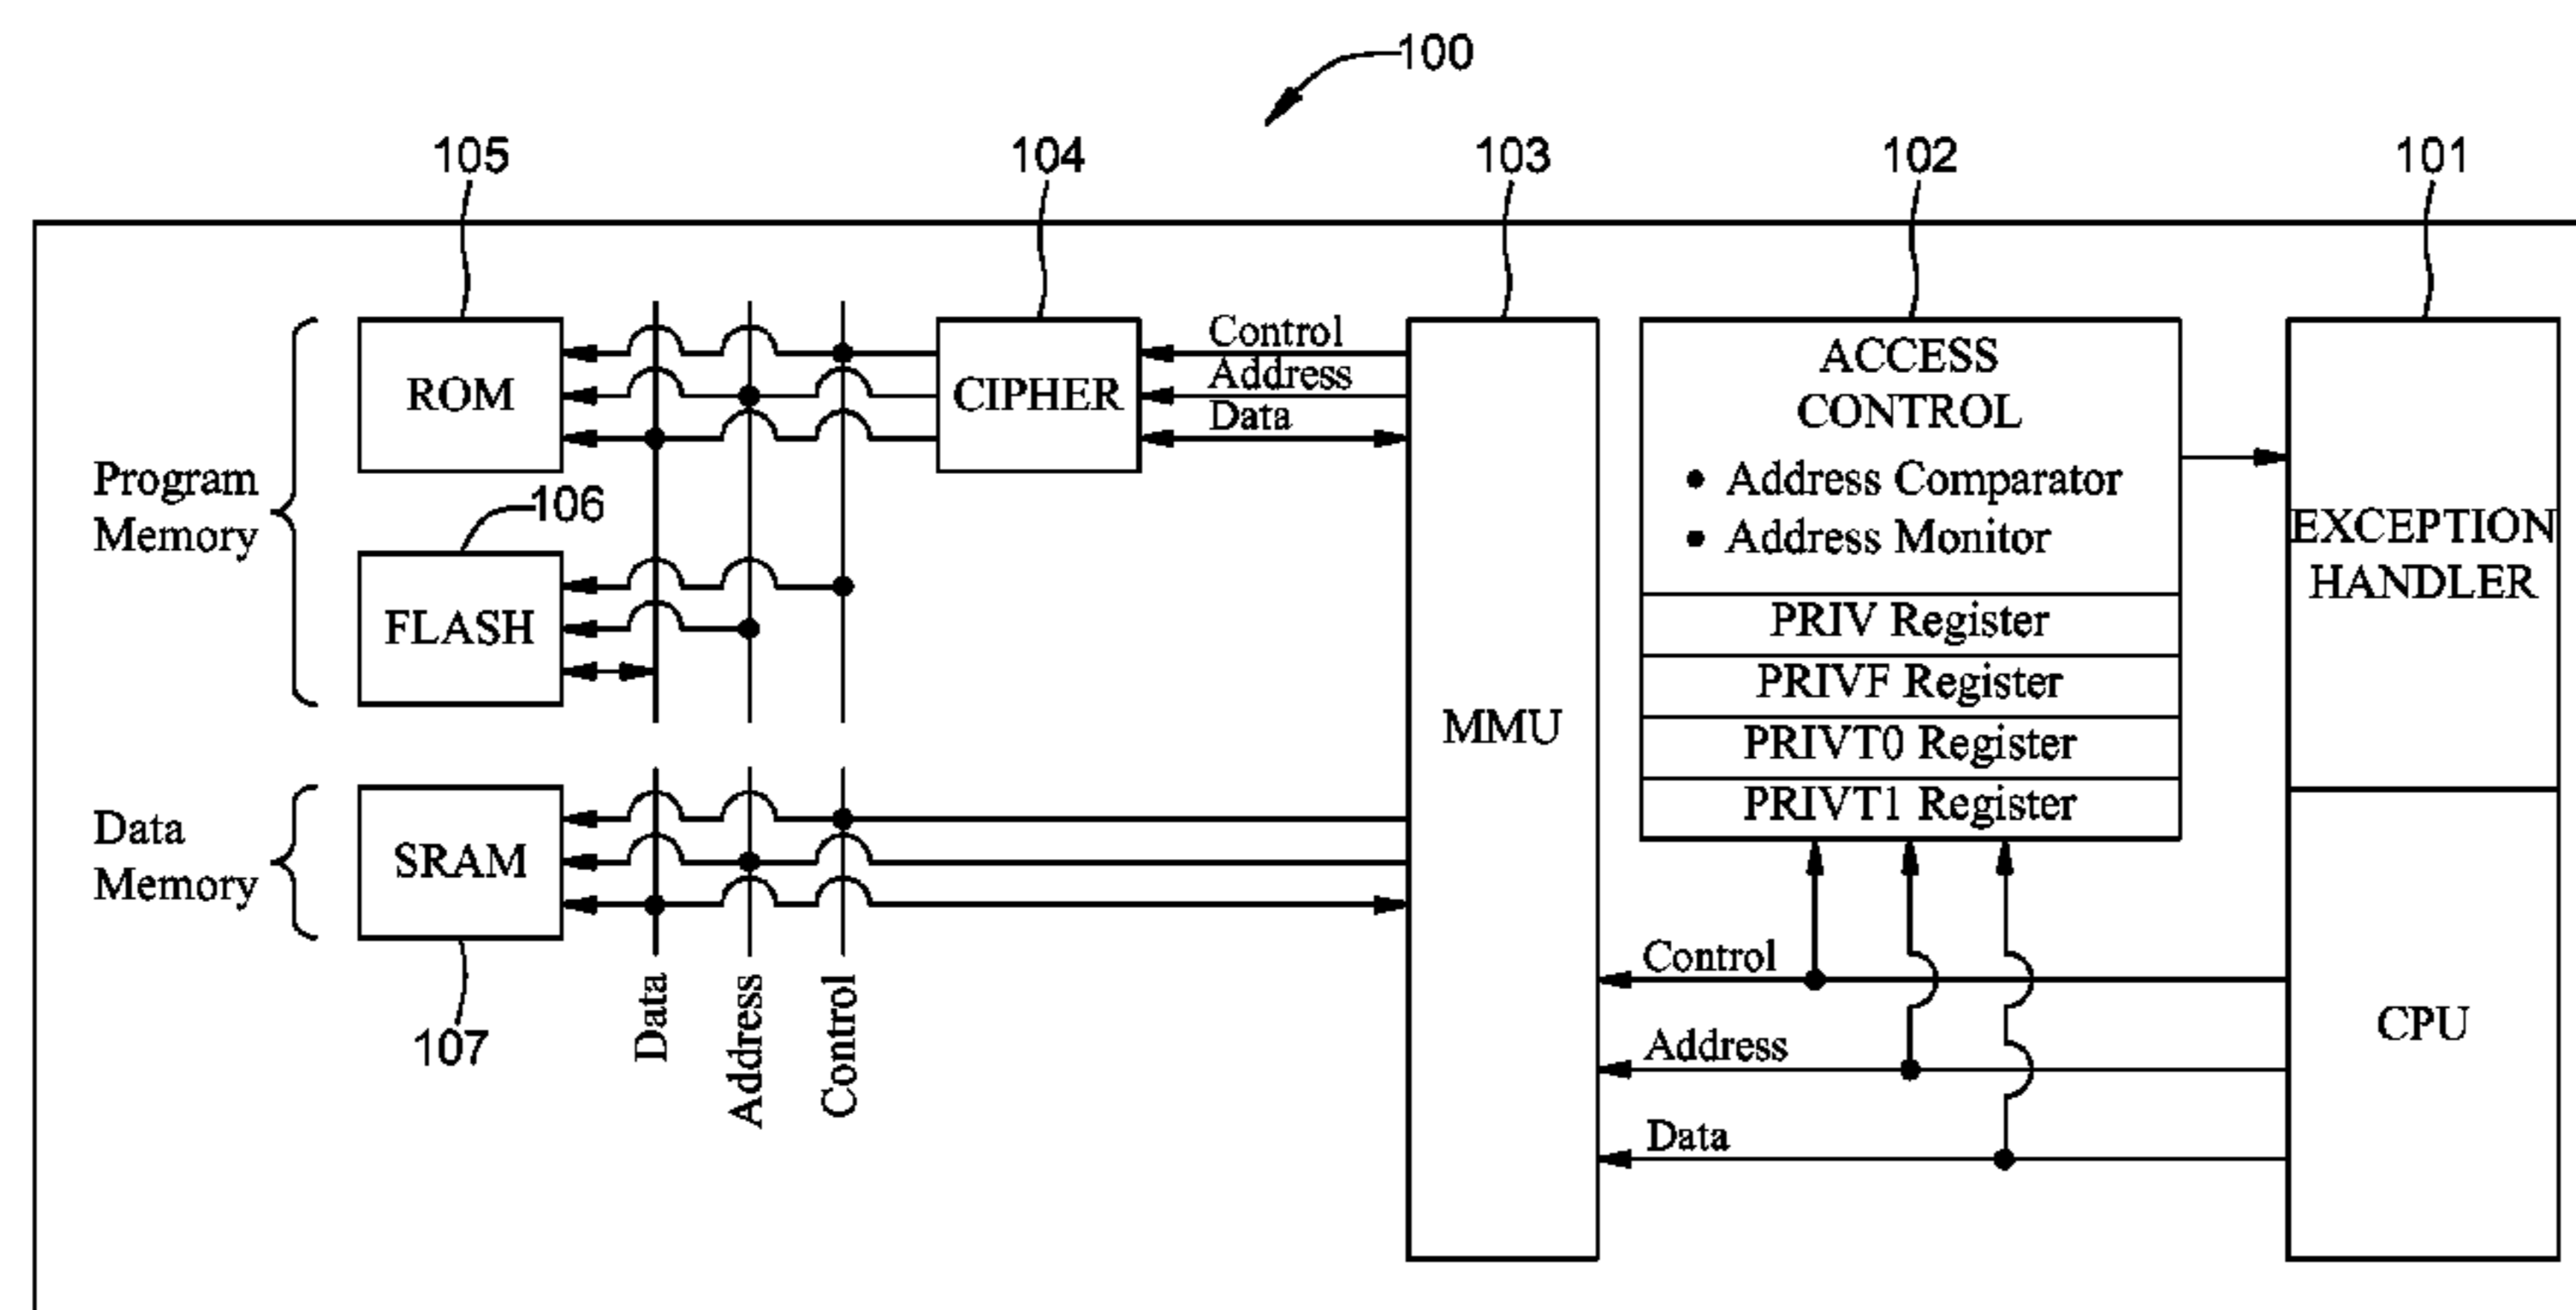 100
105
104
103
102
101
Program
Memory
ROM
106
FLASH
Data
Memory
SRAM
107
Data
Address
Control
CIPHER
Control
Address
Data
MMU
ACCESS
CONTROL
• Address Comparator
• Address Monitor
PRIV Register
PRIVF Register
PRIVT0 Register
PRIVT1 Register
Control
Address
Data
EXCEPTION
HANDLER
CPU